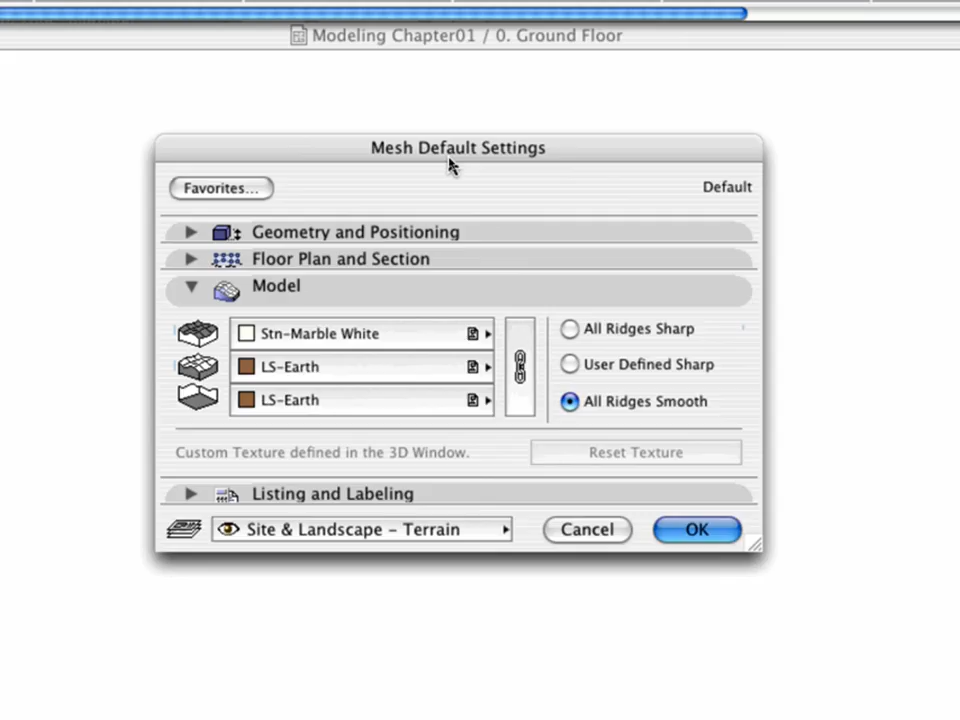 Modeling Chapter01 / 0. Ground Floor
Mesh Default Settings
Favorites...
Default
Geometry and Positioning
Floor Plan and Section
Model
Stn-Marble White
LS-Earth
LS-Earth
All Ridges Sharp
User Defined Sharp
All Ridges Smooth
Custom Texture defined in the 3D Window.
Reset Texture
Listing and Labeling
Site & Landscape - Terrain
Cancel
OK